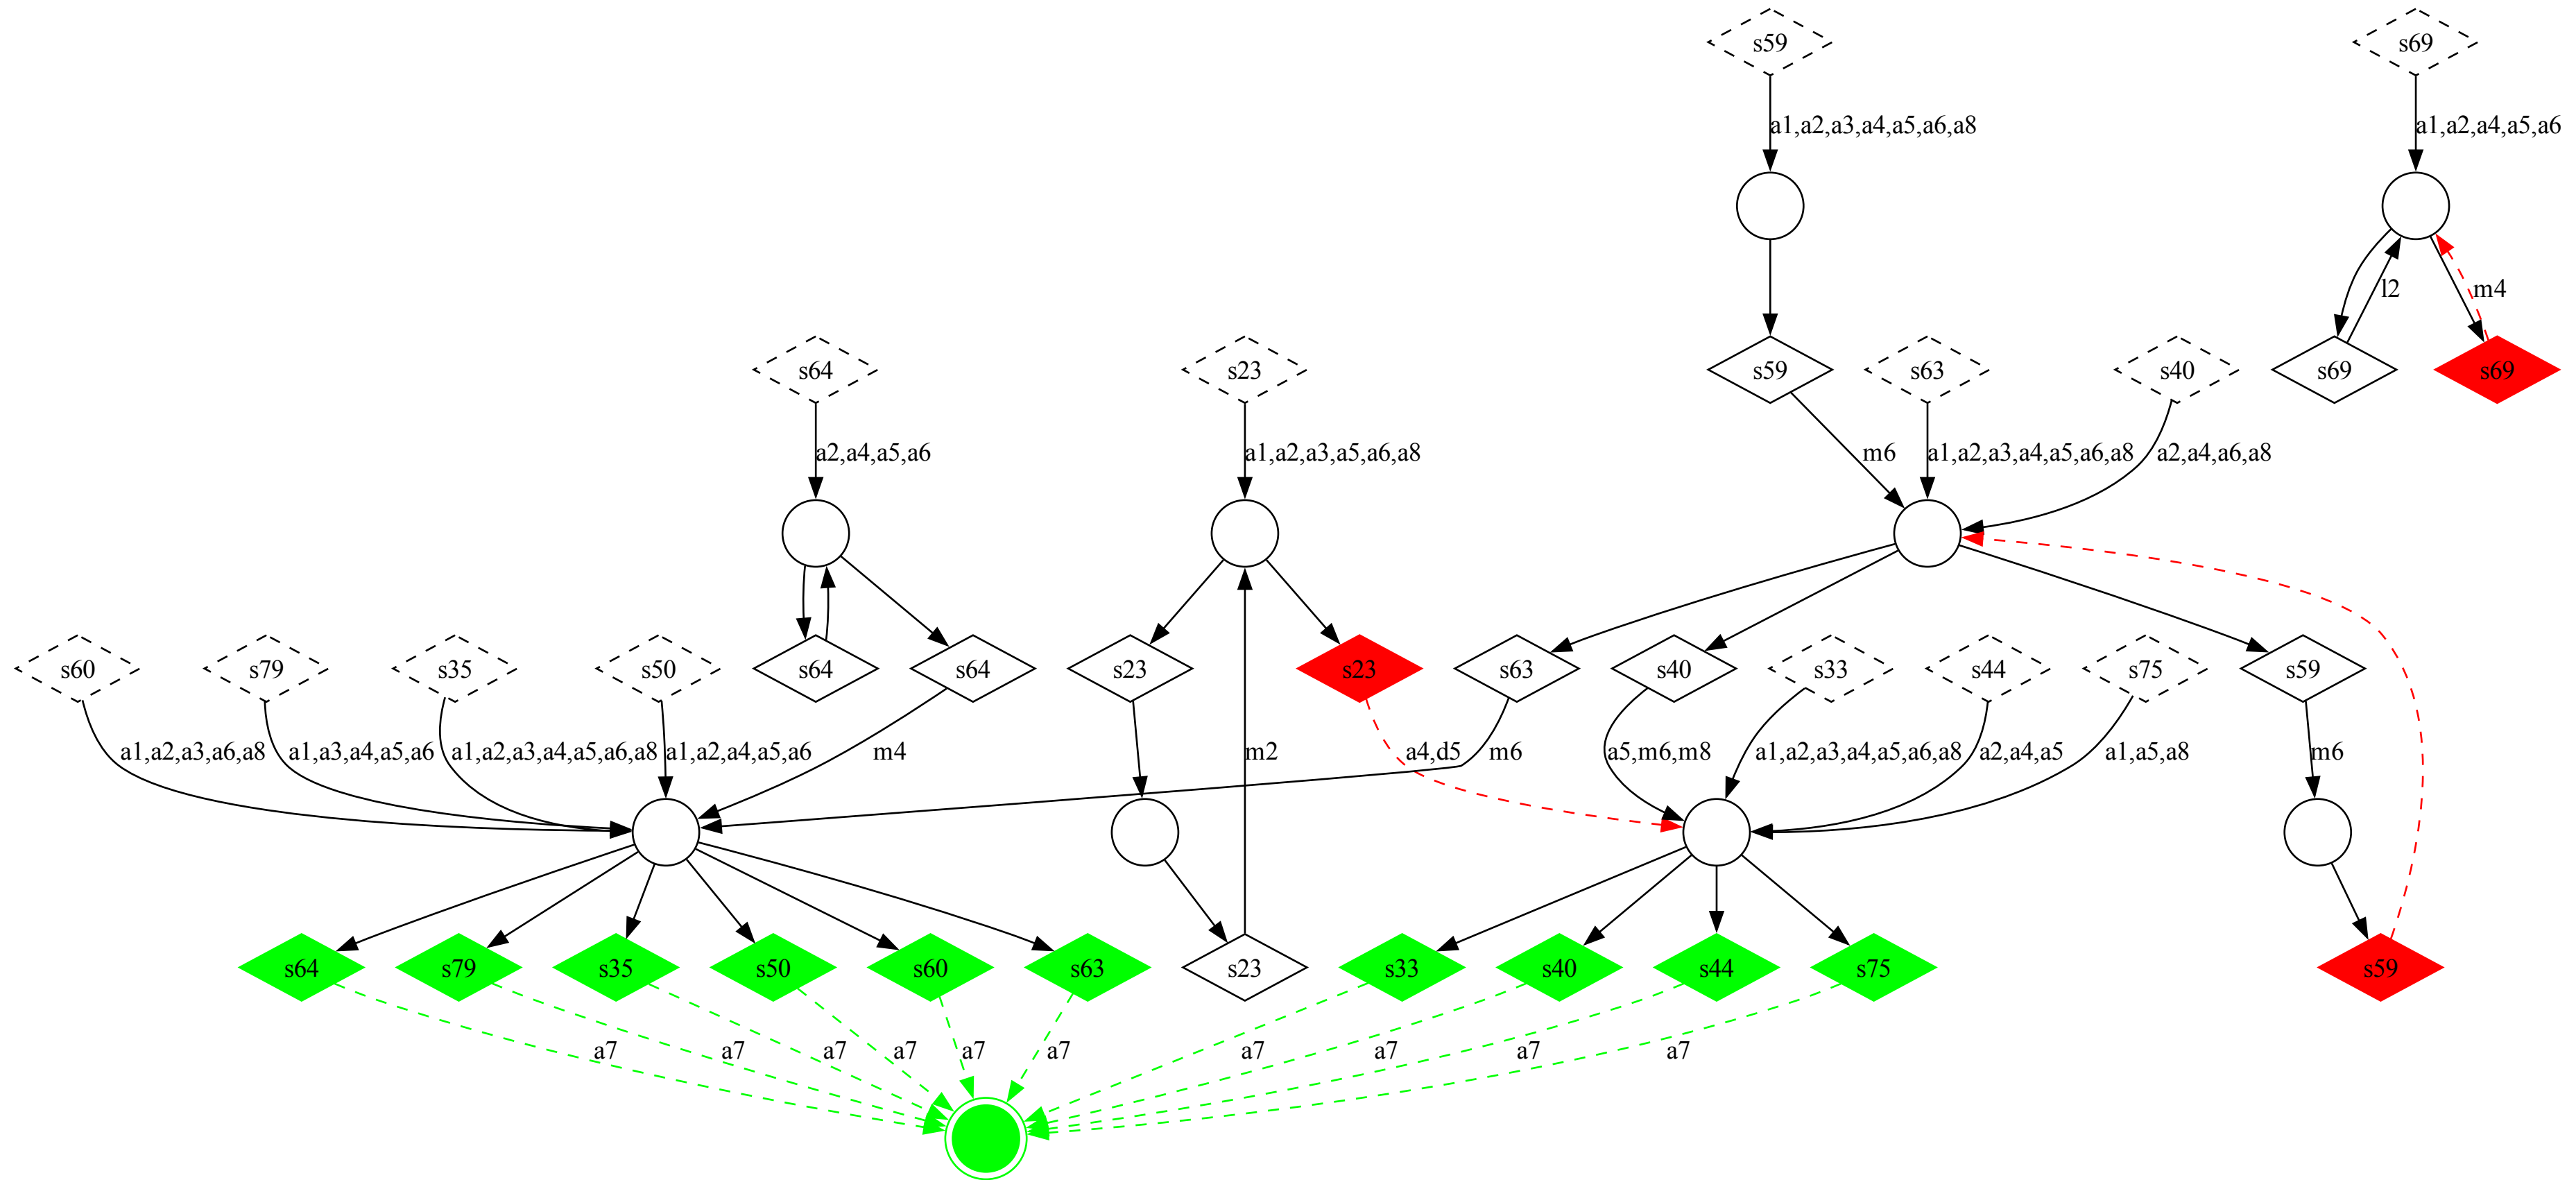 s59
s69
a1,a2,a3,a4,a5,a6,a8
a1,a2,a4,a5,a6
l2
m4
s64
s23
s59
s63
s40
s69
s69
a2,a4,a5,a6
a1,a2,a3,a5,a6,a8
m6
a1,a2,a3,a4,a5,a6,a8
a2,a4,a6,a8
s60
s79
s35
s50
s64
s64
s23
s23
s63
s40
s33
s44
s75
s59
a1,a2,a3,a6,a8
a1,a3,a4,a5,a6
a1,a2,a3,a4,a5,a6,a8
a1,a2,a4,a5,a6
m4
m2
a4,d5
m6
a5,m6,m8
a1,a2,a3,a4,a5,a6,a8
a2,a4,a5
a1,a5,a8
m6
s64
s79
s35
s50
s60
s63
s23
s33
s40
s44
s75
s59
a7
a7
a7
a7
a7
a7
a7
a7
a7
a7